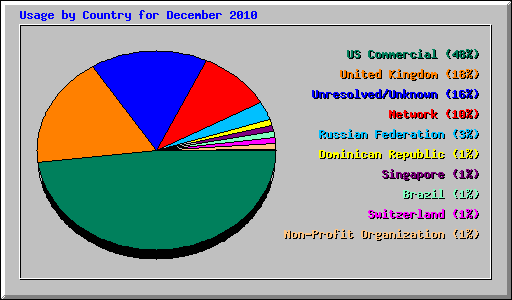 Usage by Country for December 2010
US Commercial (48%)
United Kingdom (18%)
Unresolved/Unknown (16%)
Network (10%)
Russian Federation (3%)
Dominican Republic (1%)
Singapore (1%)
Brazil (1%)
Switzerland (1%)
Non-Profit Organization (1%)